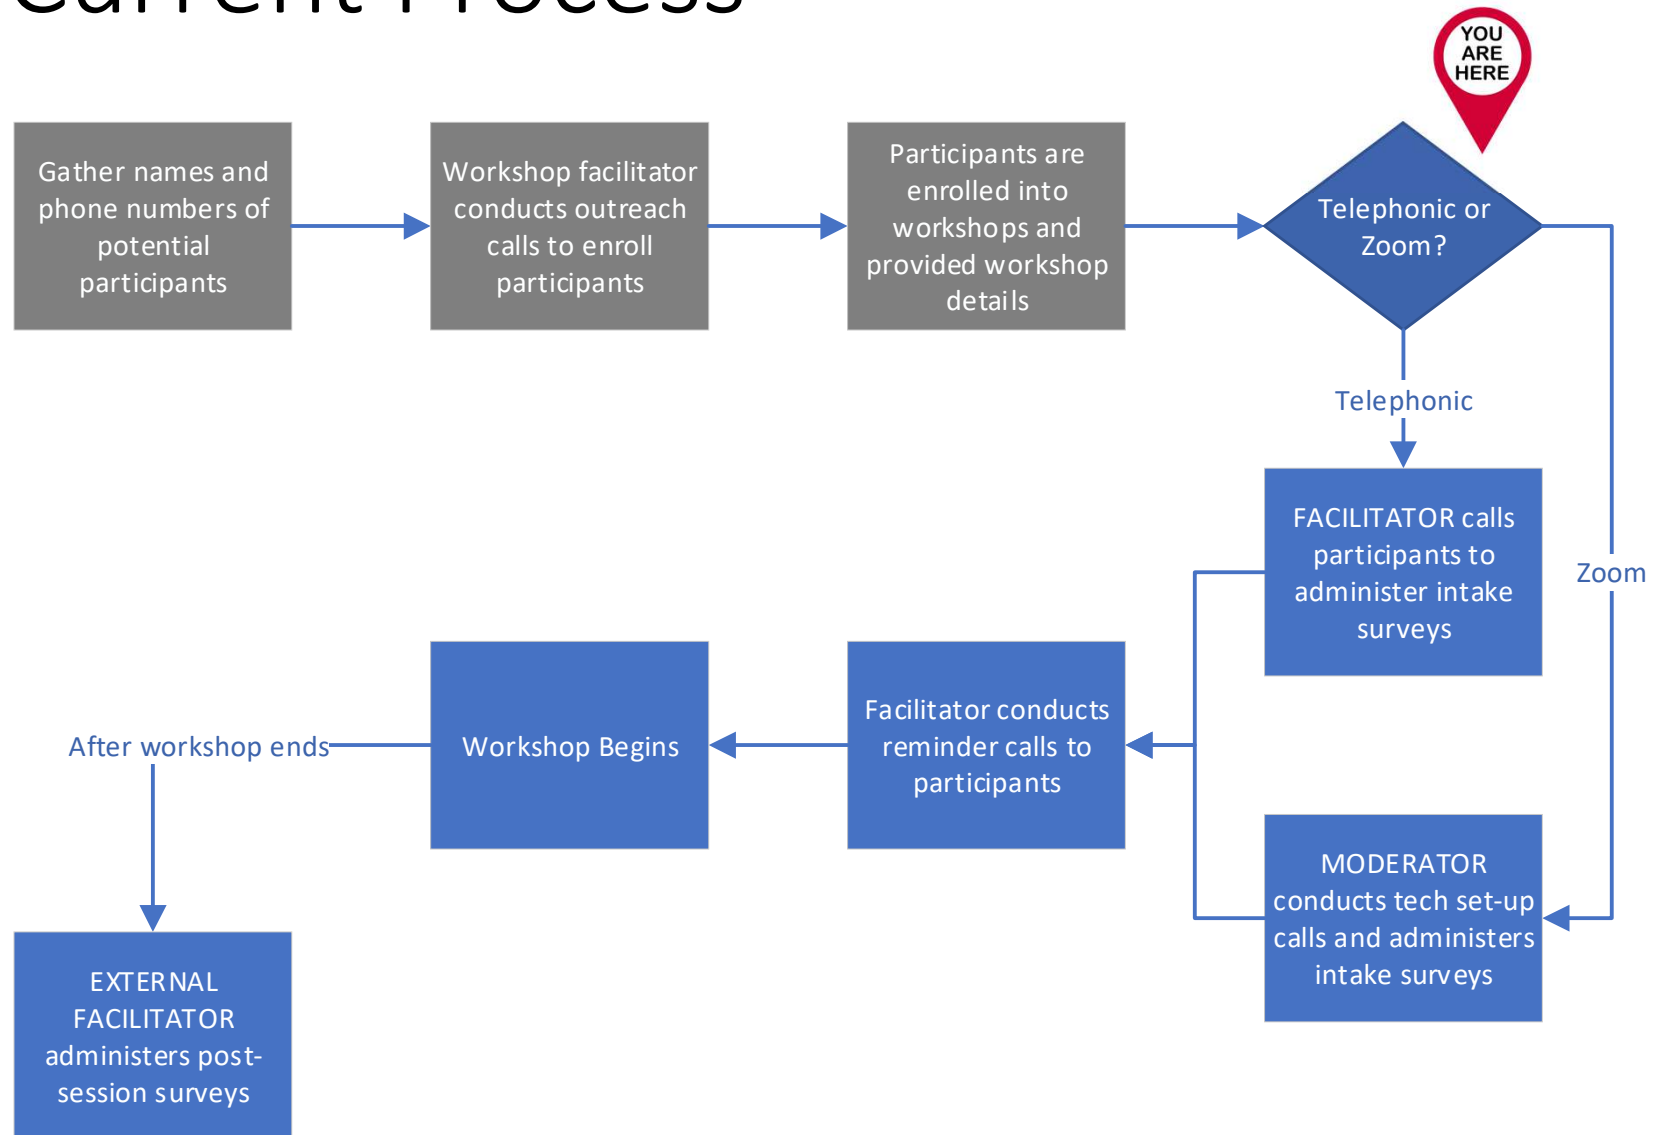 Current Process
YOU
ARE
HERE
Gather names and
phone numbers of
potential
participants
Workshop facilitator
conducts outreach
calls to enroll
participants
Participants are
enrolled into
workshops and
provided workshop
details
Telephonic or
Zoom?
Telephonic
Zoom
FACILITATOR calls
participants to
administer intake
surveys
MODERATOR
conducts tech set-up
calls and administers
intake surveys
Facilitator conducts
reminder calls to
participants
Workshop Begins
After workshop ends
EXTERNAL
FACILITATOR
administers post-
session surveys